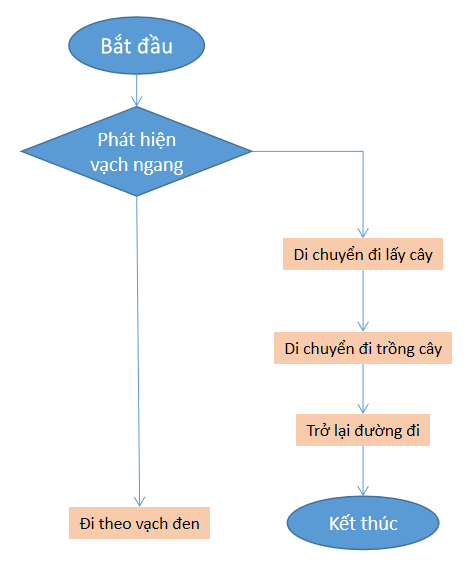 Bắt đầu
Phát hiện
vạch ngang
Di chuyển đi lấy cây
Di chuyển đi trồng cây
Trở lại đường đi
Đi theo vạch đen
Kết thúc